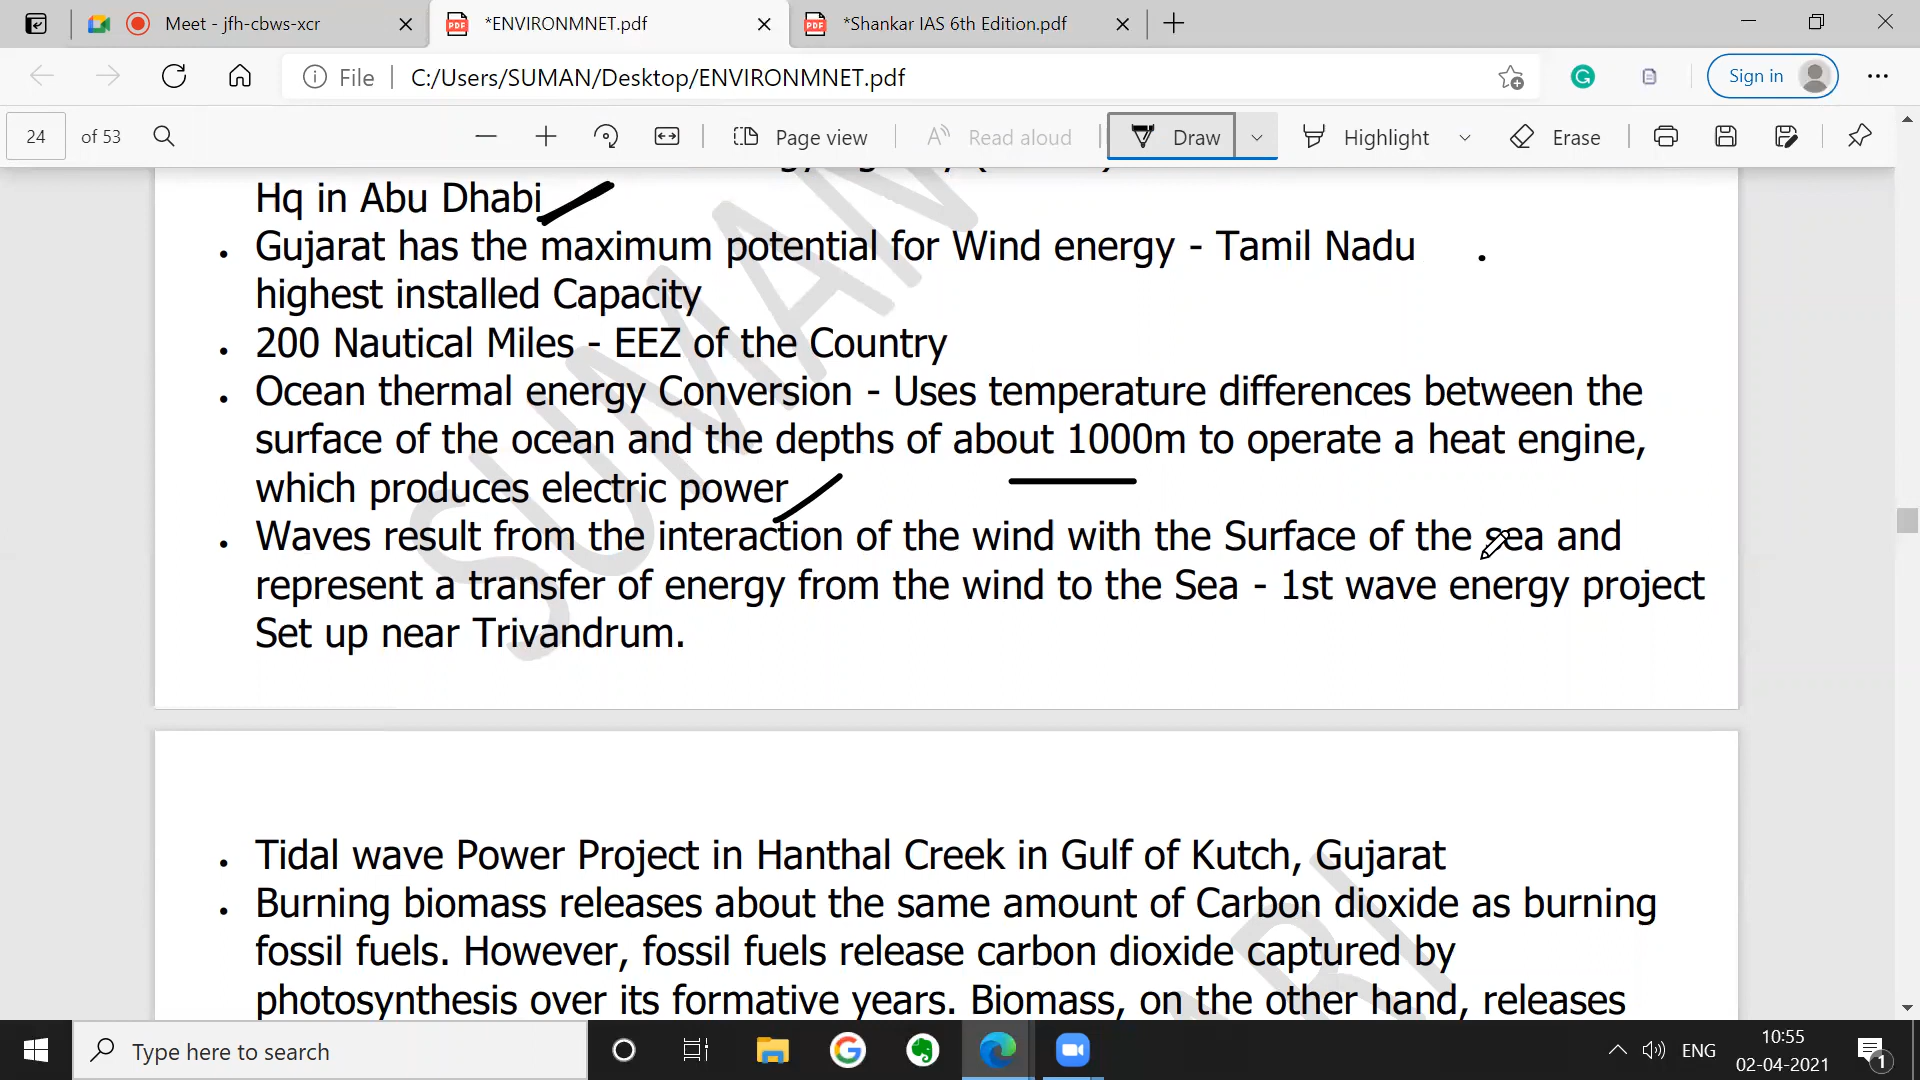 Meet - jfh-cbws-xcr
*ENVIRONMNET.pdf
*Shankar IAS 6th Edition.pdf
File
C:/Users/SUMAN/Desktop/ENVIRONMNET.pdf
Sign in
24 of 53
Page view
Read aloud
Draw
Highlight
Erase
Hq in Abu Dhabi
• Gujarat has the maximum potential for Wind energy - Tamil Nadu .
highest installed Capacity
• 200 Nautical Miles - EEZ of the Country
• Ocean thermal energy Conversion - Uses temperature differences between the
surface of the ocean and the depths of about 1000m to operate a heat engine,
which produces electric power
• Waves result from the interaction of the wind with the Surface of the sea and
represent a transfer of energy from the wind to the Sea - 1st wave energy project
Set up near Trivandrum.
SUMAN
• Tidal wave Power Project in Hanthal Creek in Gulf of Kutch, Gujarat
• Burning biomass releases about the same amount of Carbon dioxide as burning
fossil fuels. However, fossil fuels release carbon dioxide captured by
photosynthesis over its formative years. Biomass, on the other hand, releases
Type here to search
ENG
10:55
02-04-2021
1